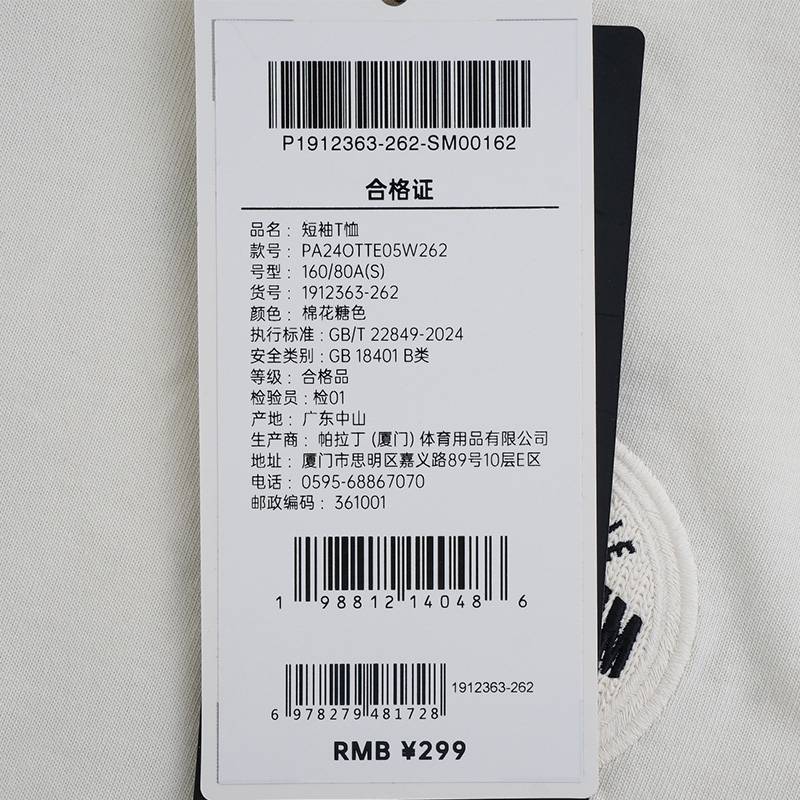 P1912363-262-SM00162
合格证
品名： 短袖T恤
款号： PA24OTTE05W262
号型： 160/80A(S)
货号： 1912363-262
颜色： 棉花糖色
执行标准：GB/T 22849-2024
安全类别：GB 18401 B类
等级： 合格品
检验员：检01
产地： 广东中山
生产商： 帕拉丁 (厦门) 体育用品有限公司
地址： 厦门市思明区嘉义路89号10层E区
电话： 0595-68867070
邮政编码： 361001
1 98812 14048 6
1912363-262
6 978279 481728
RMB ¥299